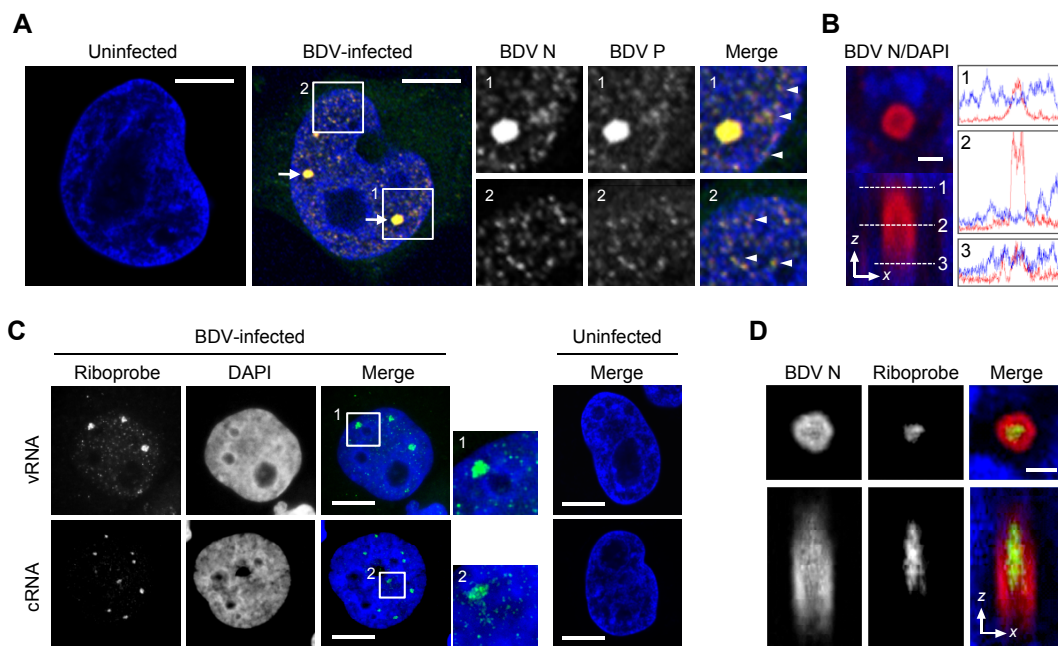 A
Uninfected
BDV-infected
BDV N
BDV P
Merge
2
1
1
1
1
2
2
2
B
BDV N/DAPI
1
2
3
z
x
1
2
3
C
BDV-infected
Uninfected
Riboprobe
DAPI
Merge
Merge
vRNA
1
1
cRNA
2
2
D
BDV N
Riboprobe
Merge
z
x